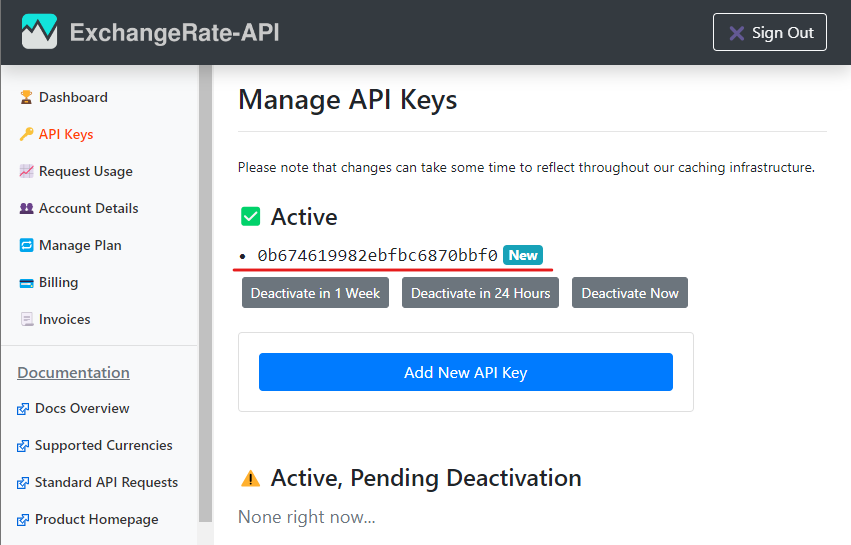 ExchangeRate-API
Sign Out
Dashboard
API Keys
Request Usage
Account Details
Manage Plan
Billing
Invoices
Documentation
Docs Overview
Supported Currencies
Standard API Requests
Product Homepage
Manage API Keys
Please note that changes can take some time to reflect throughout our caching infrastructure.
Active
0b674619982ebfbc6870bbf0 New
Deactivate in 1 Week Deactivate in 24 Hours Deactivate Now
Add New API Key
Active, Pending Deactivation
None right now...